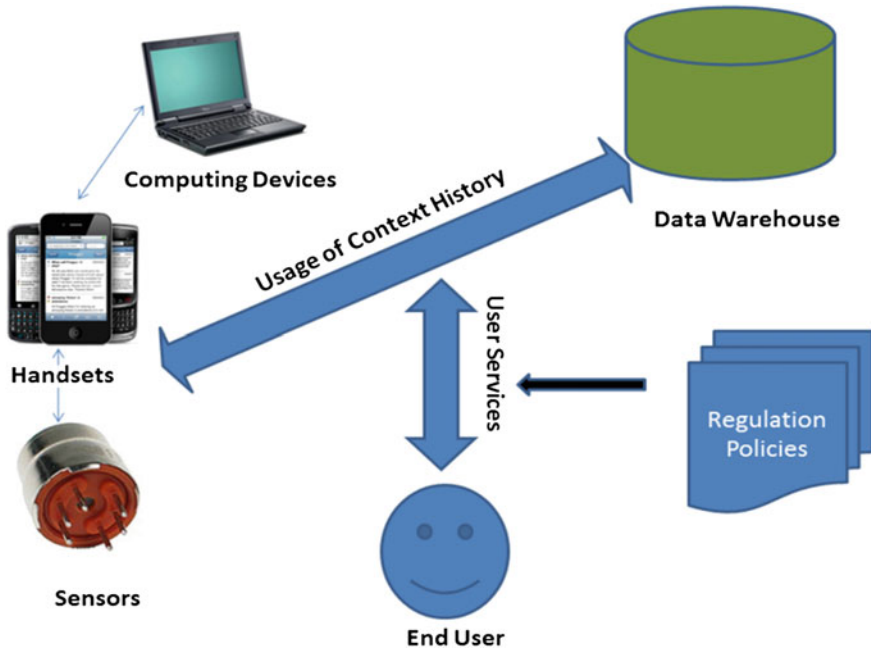 Computing Devices
Data Warehouse
Usage of Context History
Handsets
User Services
Regulation
Policies
Sensors
End User